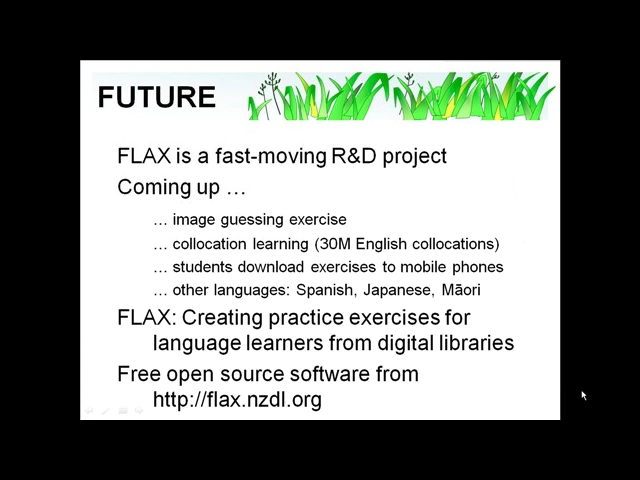 FUTURE
FLAX is a fast-moving R&D project
Coming up …
… image guessing exercise
… collocation learning (30M English collocations)
… students download exercises to mobile phones
… other languages: Spanish, Japanese, Māori
FLAX: Creating practice exercises for
language learners from digital libraries
Free open source software from
http://flax.nzdl.org